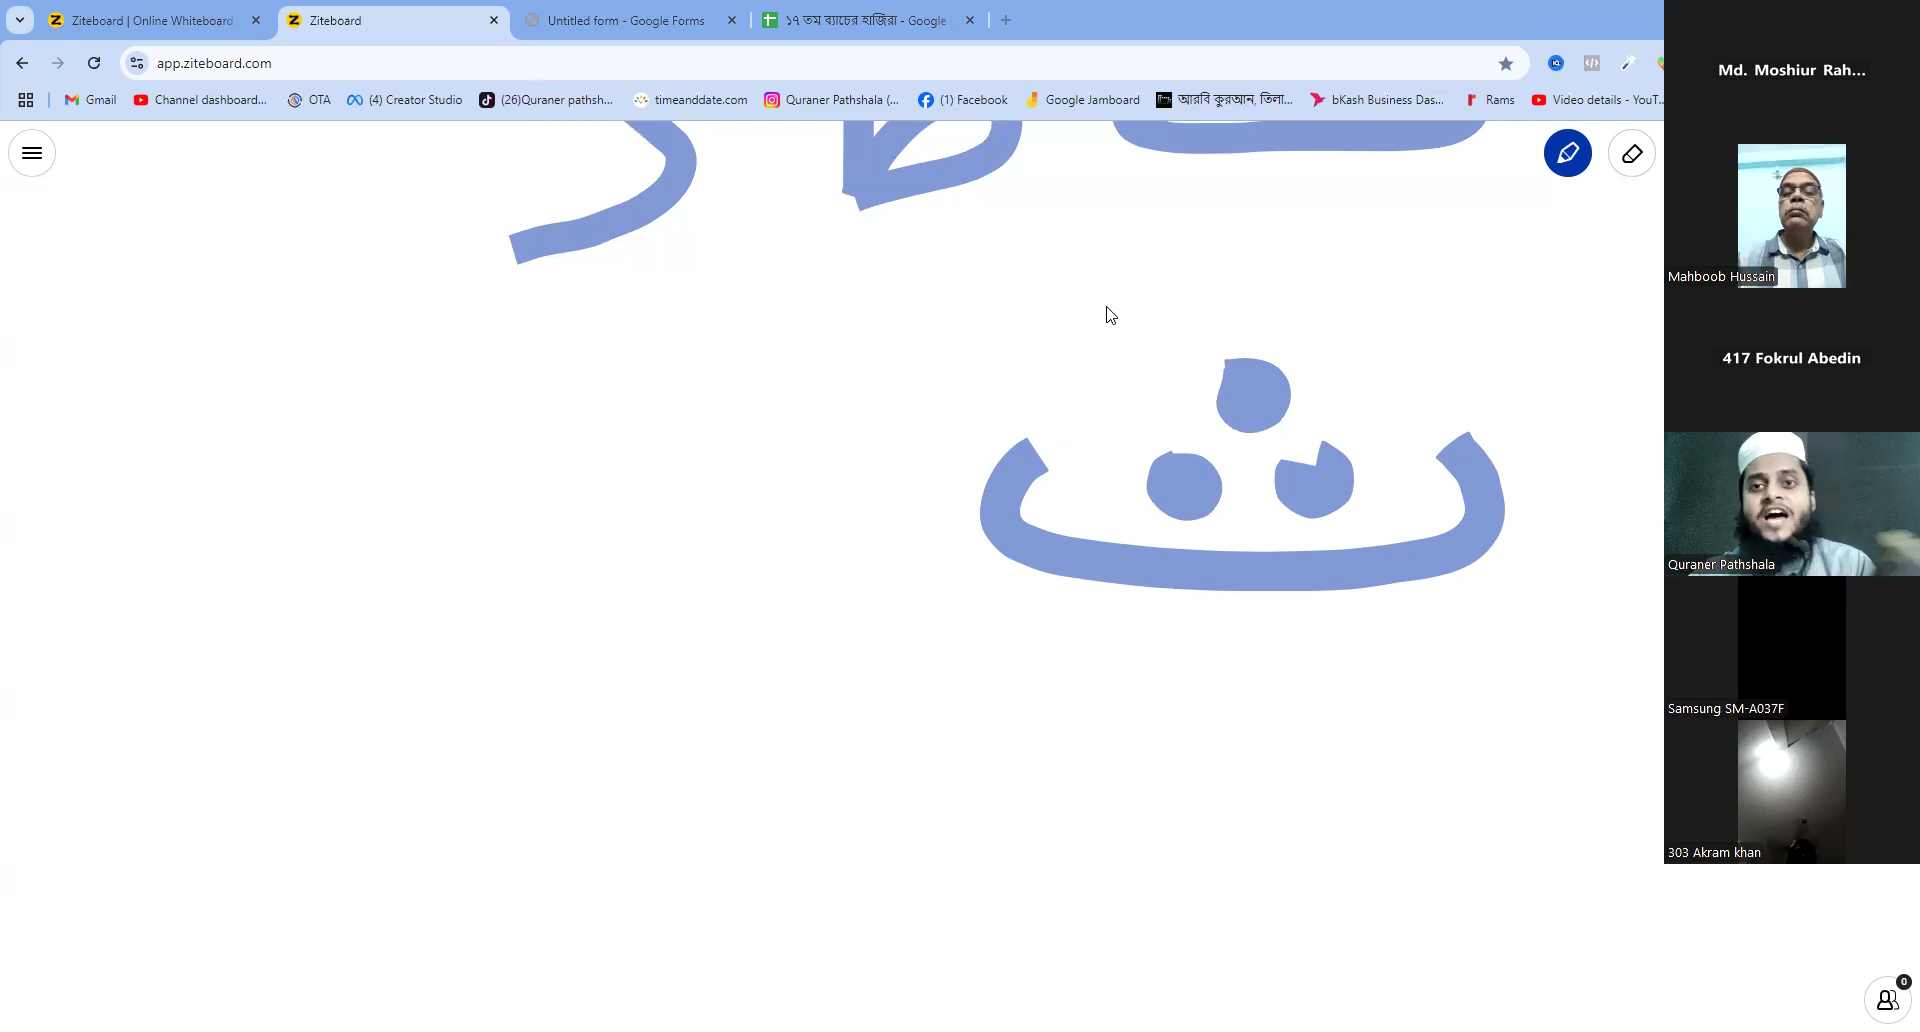 Ziteboard | Online Whiteboard
Ziteboard
Untitled form - Google Forms
১৭ তম ব্যাচের হাজিরা - Google
app.ziteboard.com
Gmail
Channel dashboard...
OTA
(4) Creator Studio
(26)Quraner pathsh...
timeanddate.com
Quraner Pathshala (...
(1) Facebook
Google Jamboard
আরবি কুরআন, তিলা...
bKash Business Das...
Rams
Video details - YouT...
Md. Moshiur Rah...
Mahboob Hussain
417 Fokrul Abedin
ث
Quraner Pathshala
Samsung SM-A037F
303 Akram khan
0